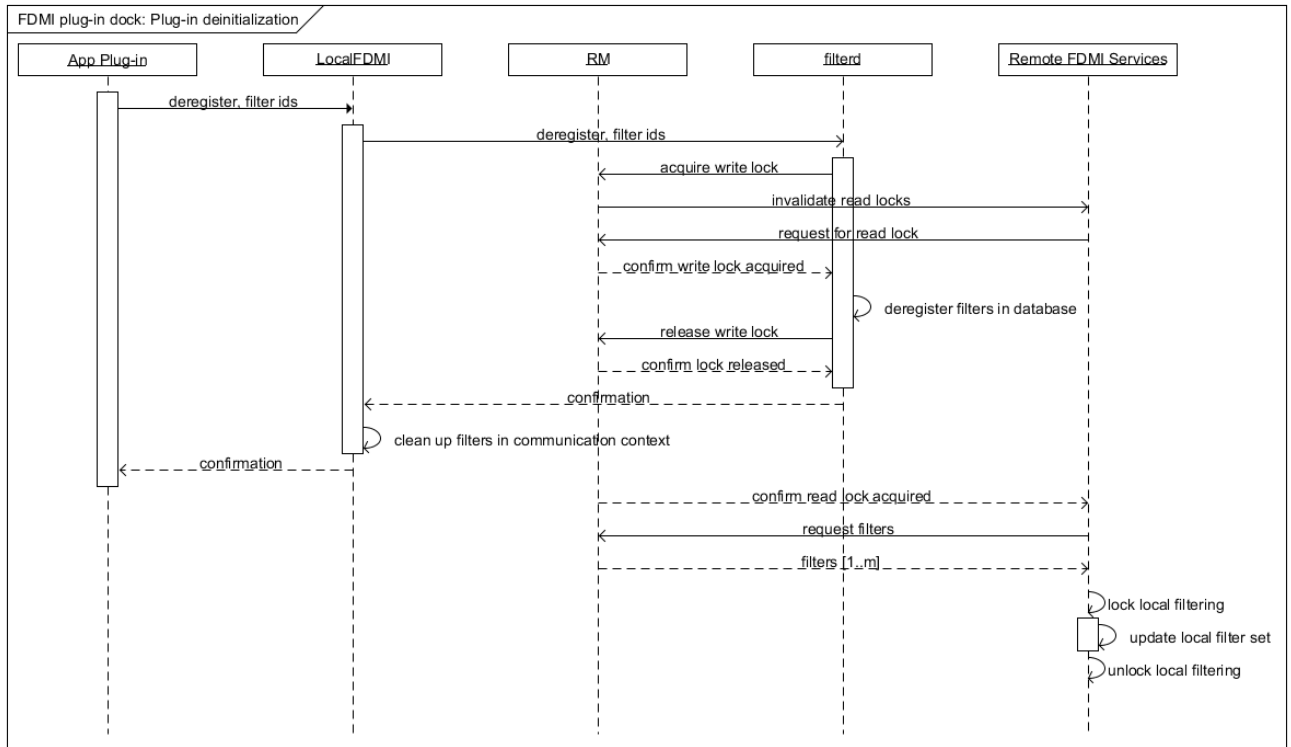 FDMI plug-in dock: Plug-in deinitialization
App Plug-in
LocalFDMI
RM
filterd
Remote FDMI Services
deregister, filter ids
deregister, filter ids
acquire write lock
invalidate read locks
request for read lock
confirm write lock acquired
deregister filters in database
release write lock
confirm lock released
confirmation
clean up filters in communication context
confirmation
confirm read lock acquired
request filters
filters [1..m]
lock local filtering
update local filter set
unlock local filtering